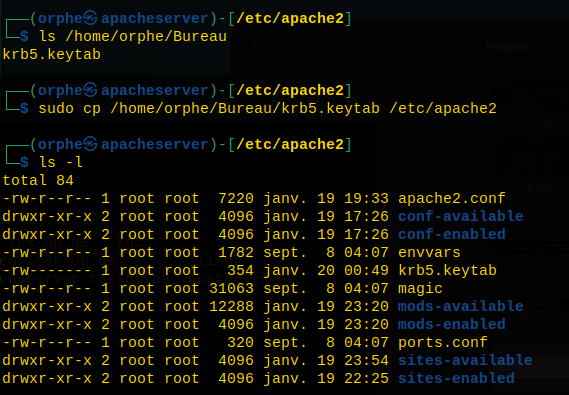 ┌──(orphe㉿apacheserver)-[/etc/apache2]
└─$ ls /home/orphe/Bureau
krb5.keytab
┌──(orphe㉿apacheserver)-[/etc/apache2]
└─$ sudo cp /home/orphe/Bureau/krb5.keytab /etc/apache2
┌──(orphe㉿apacheserver)-[/etc/apache2]
└─$ ls -l
total 84
-rw-r--r-- 1 root root  7220 janv. 19 19:33 apache2.conf
drwxr-xr-x 2 root root  4096 janv. 19 17:26 conf-available
drwxr-xr-x 2 root root  4096 janv. 19 17:26 conf-enabled
-rw-r--r-- 1 root root  1782 sept.  8 04:07 envvars
-rw------- 1 root root   354 janv. 20 00:49 krb5.keytab
-rw-r--r-- 1 root root 31063 sept.  8 04:07 magic
drwxr-xr-x 2 root root 12288 janv. 19 23:20 mods-available
drwxr-xr-x 2 root root  4096 janv. 19 23:20 mods-enabled
-rw-r--r-- 1 root root   320 sept.  8 04:07 ports.conf
drwxr-xr-x 2 root root  4096 janv. 19 23:54 sites-available
drwxr-xr-x 2 root root  4096 janv. 19 22:25 sites-enabled